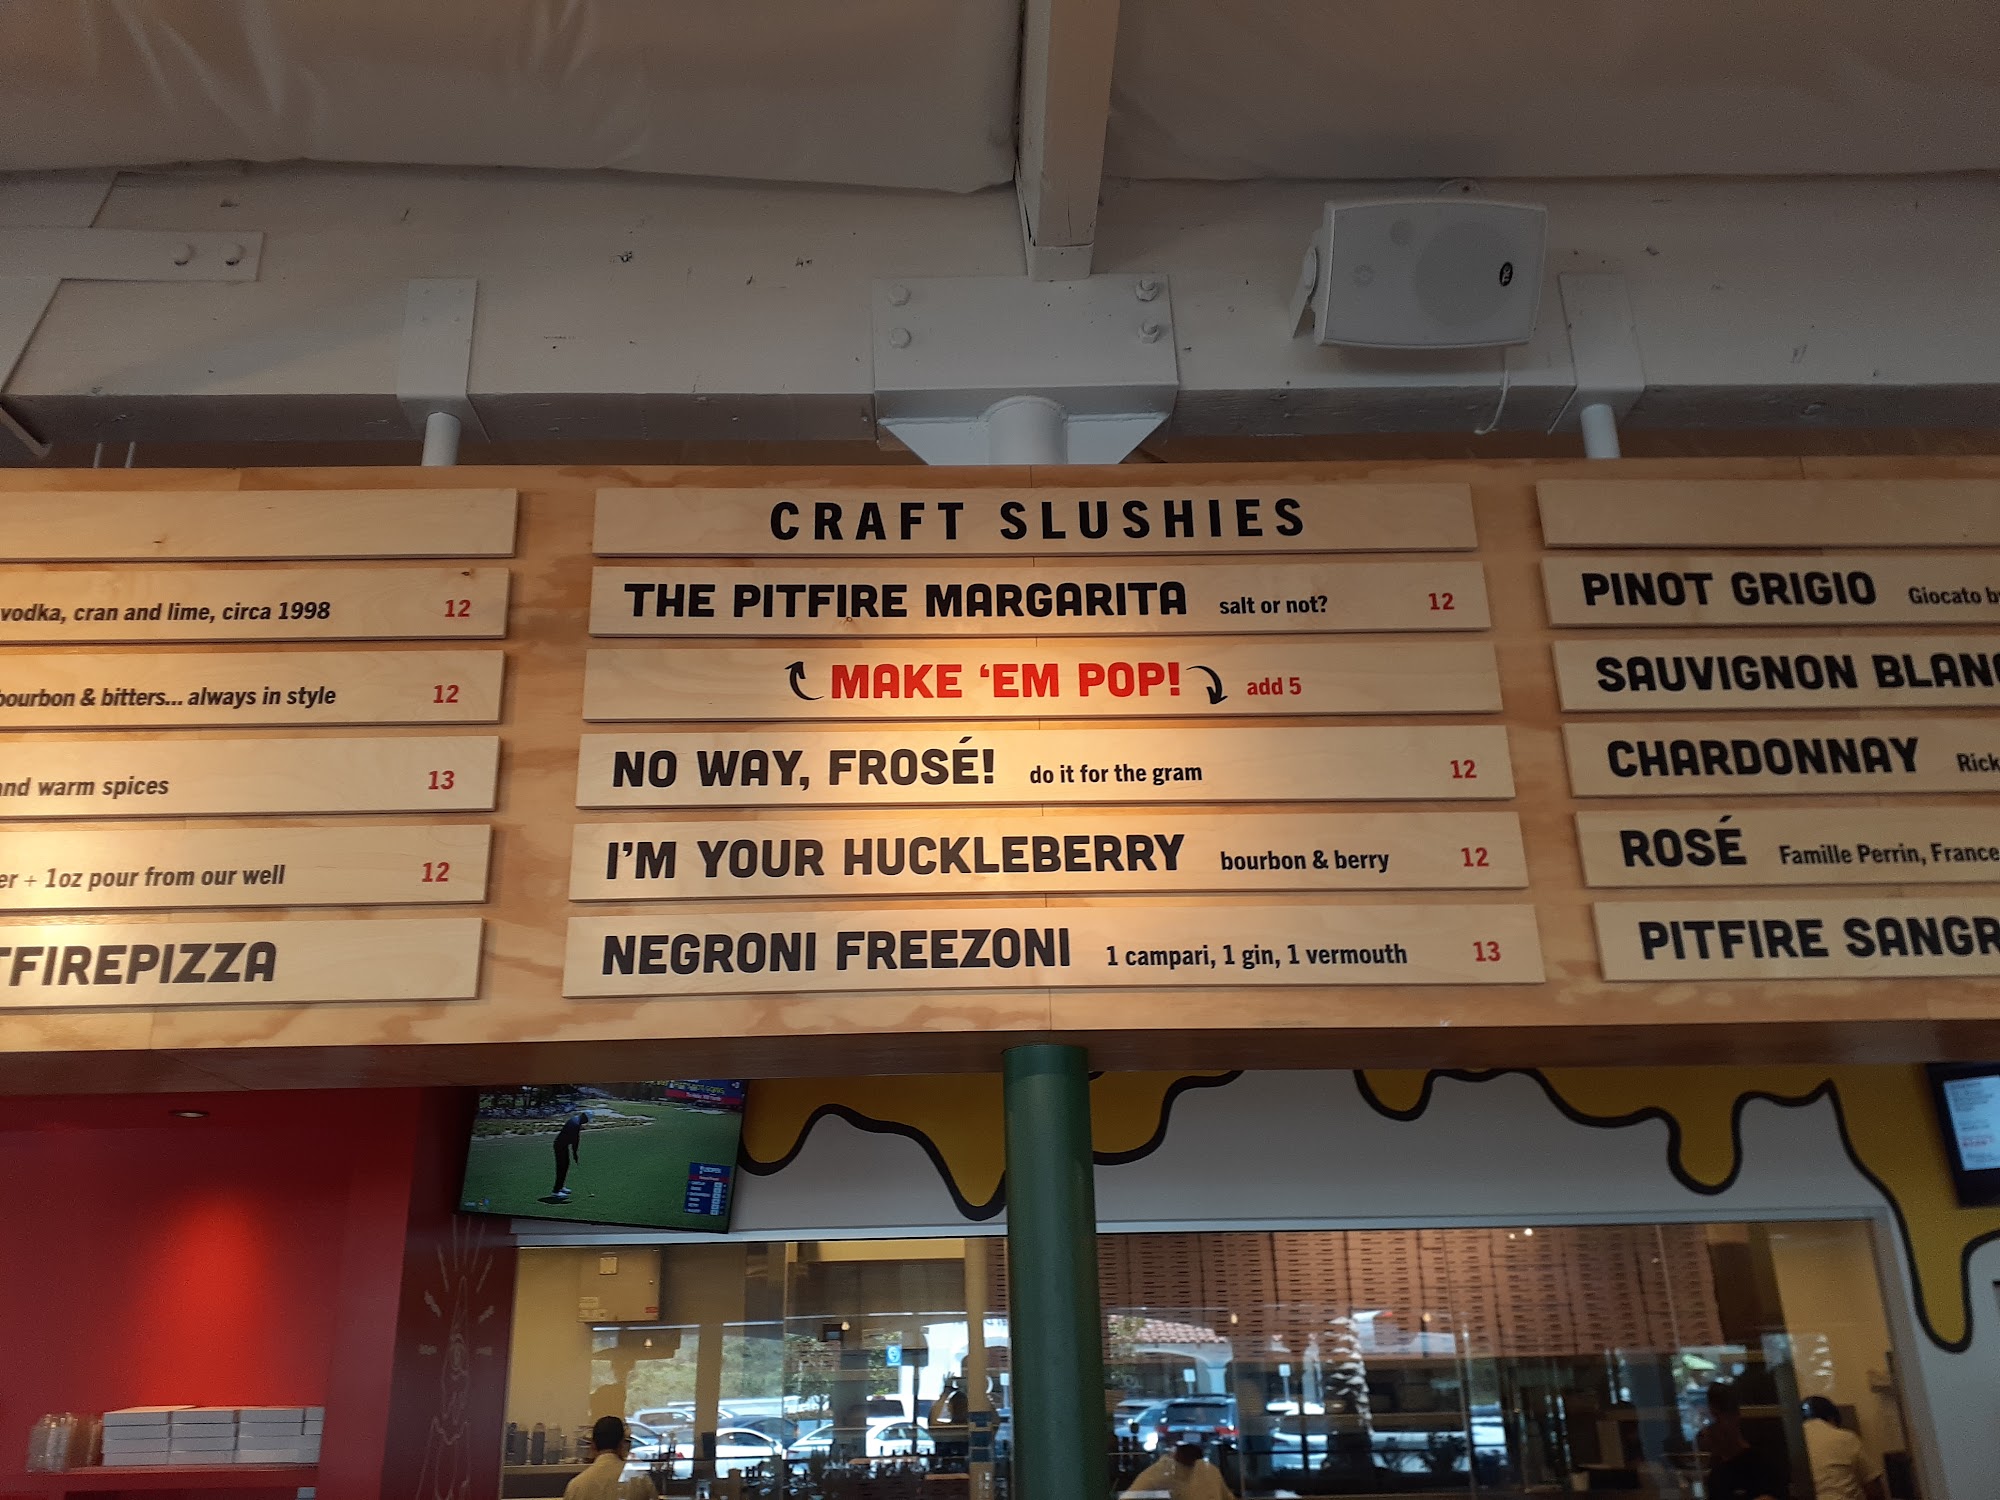 vodka, cran and lime, circa 1998 12
bourbon & bitters... always in style 12
and warm spices 13
er + 1oz pour from our well 12
TFIREPIZZA
CRAFT SLUSHIES
THE PITFIRE MARGARITA salt or not? 12
MAKE 'EM POP! add 5
NO WAY, FROSÉ! do it for the gram 12
I'M YOUR HUCKLEBERRY bourbon & berry 12
NEGRONI FREEZONI 1 campari, 1 gin, 1 vermouth 13
PINOT GRIGIO Giocato b
SAUVIGNON BLAN
CHARDONNAY Rick
ROSÉ Famille Perrin, France
PITFIRE SANGR
TIC